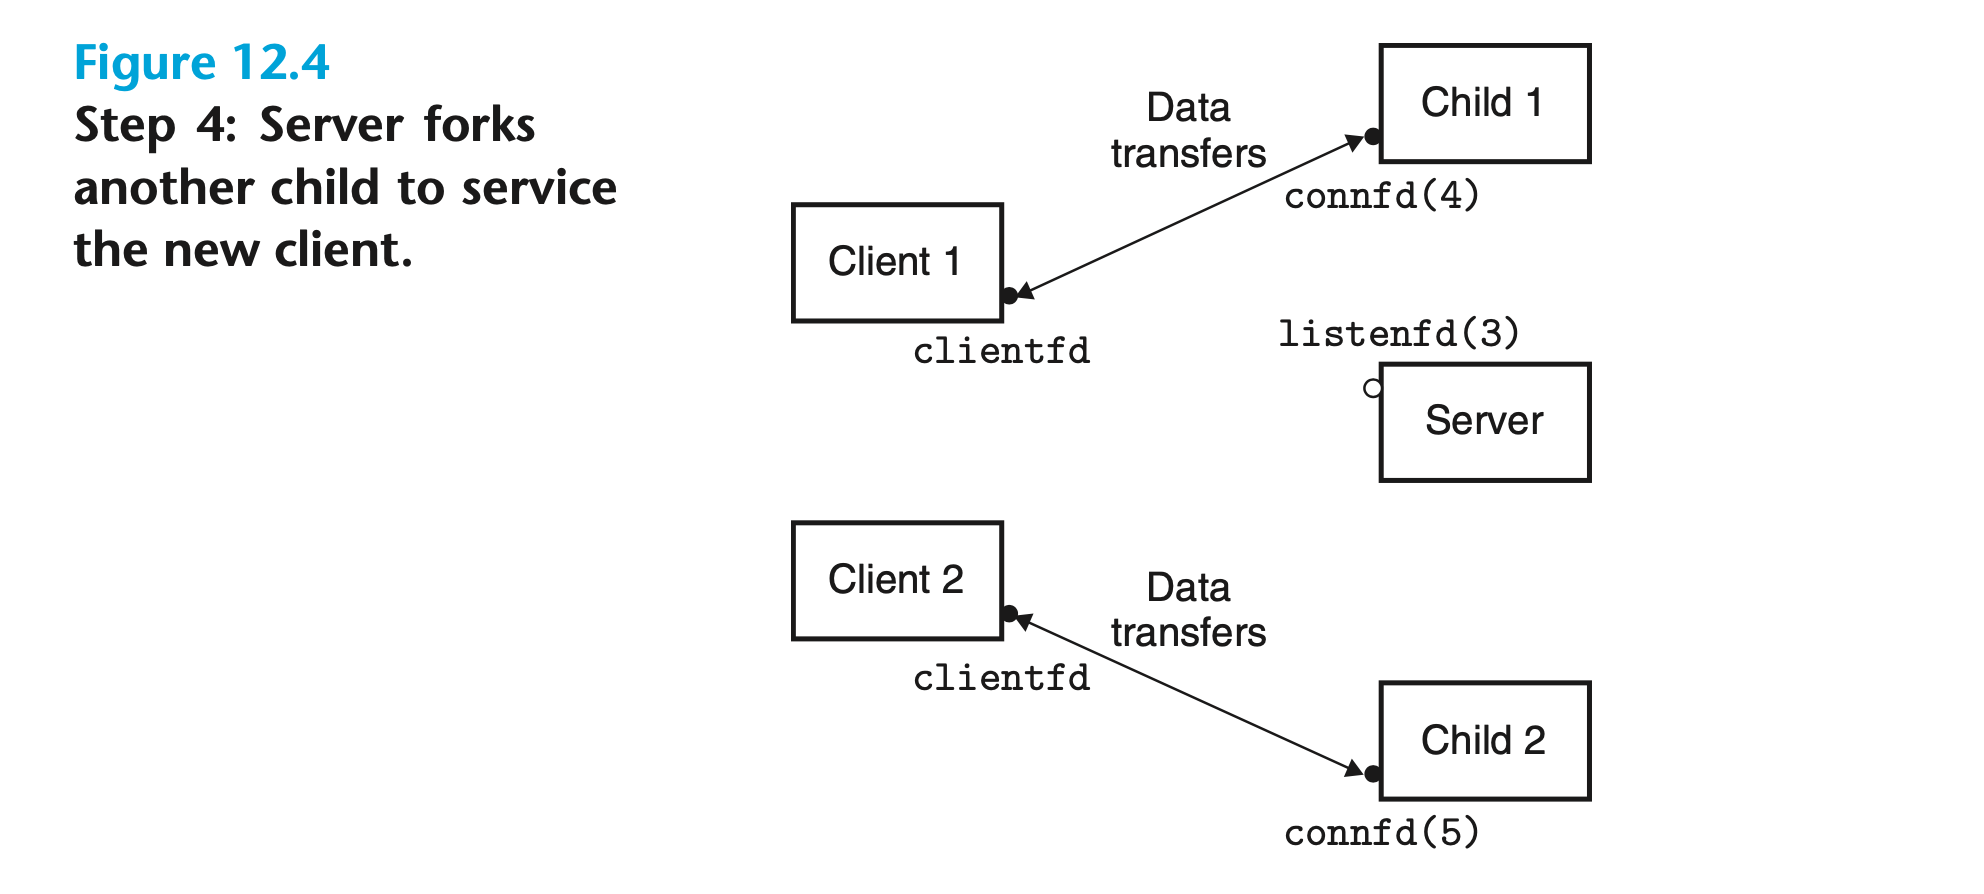 Figure 12.4
Step 4: Server forks
another child to service
the new client.
Data
transfers
Child 1
connfd(4)
Client 1
clientfd
listenfd(3)
Server
Client 2
clientfd
Data
transfers
Child 2
connfd(5)